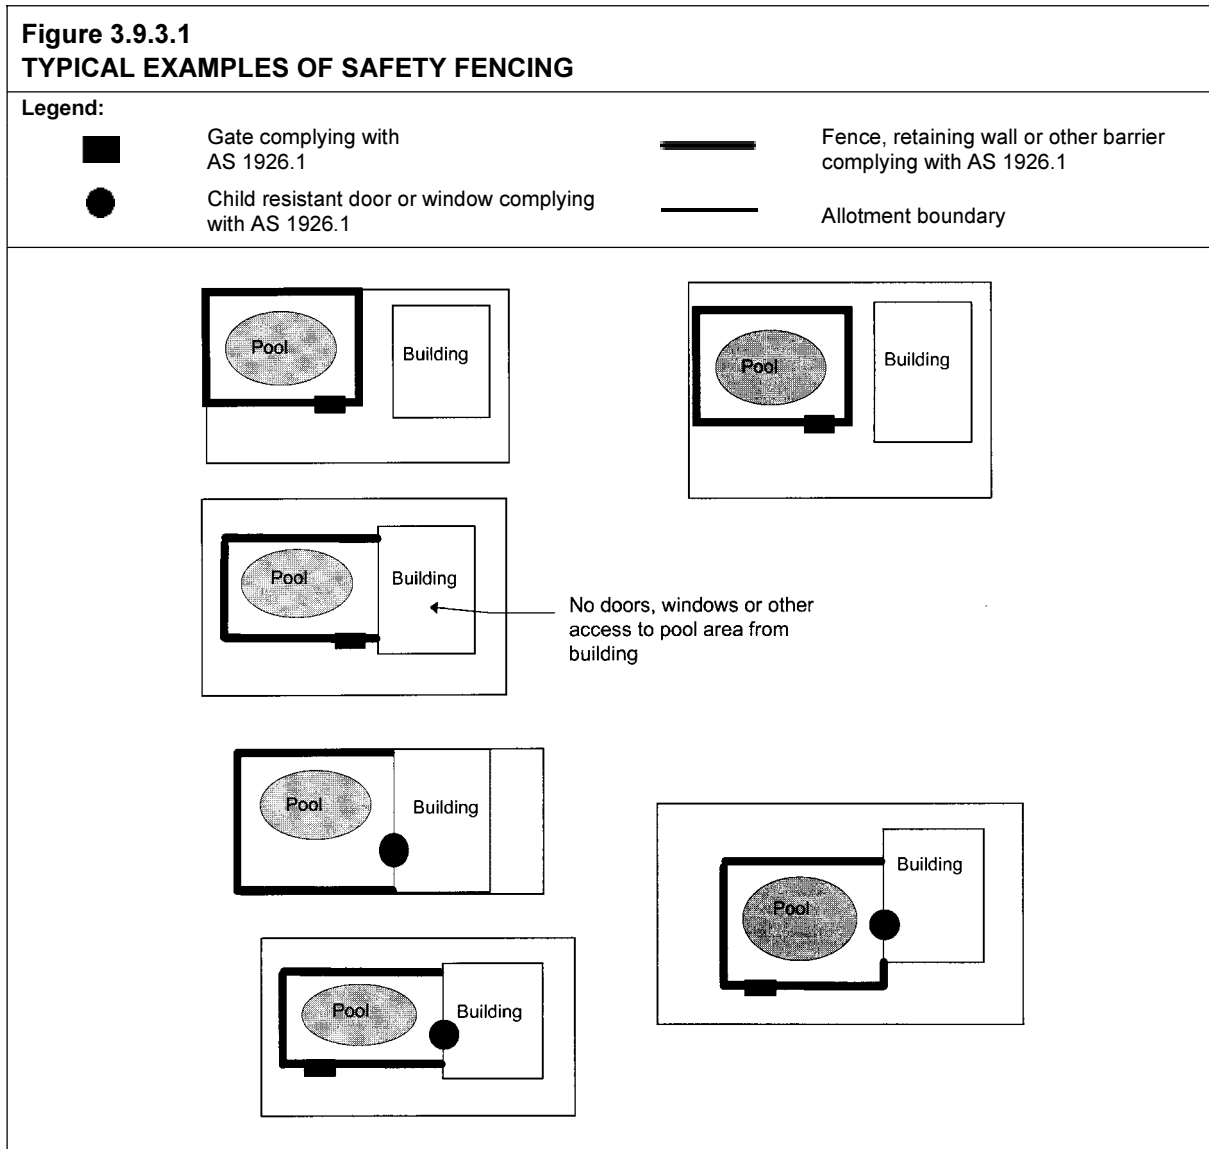 Figure 3.9.3.1
TYPICAL EXAMPLES OF SAFETY FENCING
Legend:
Gate complying with
AS 1926.1
Fence, retaining wall or other barrier
complying with AS 1926.1
Child resistant door or window complying
with AS 1926.1
Allotment boundary
Pool
Building
Pool
Building
Pool
Building
No doors, windows or other
access to pool area from
building
Pool
Building
Pool
Building
Pool
Building